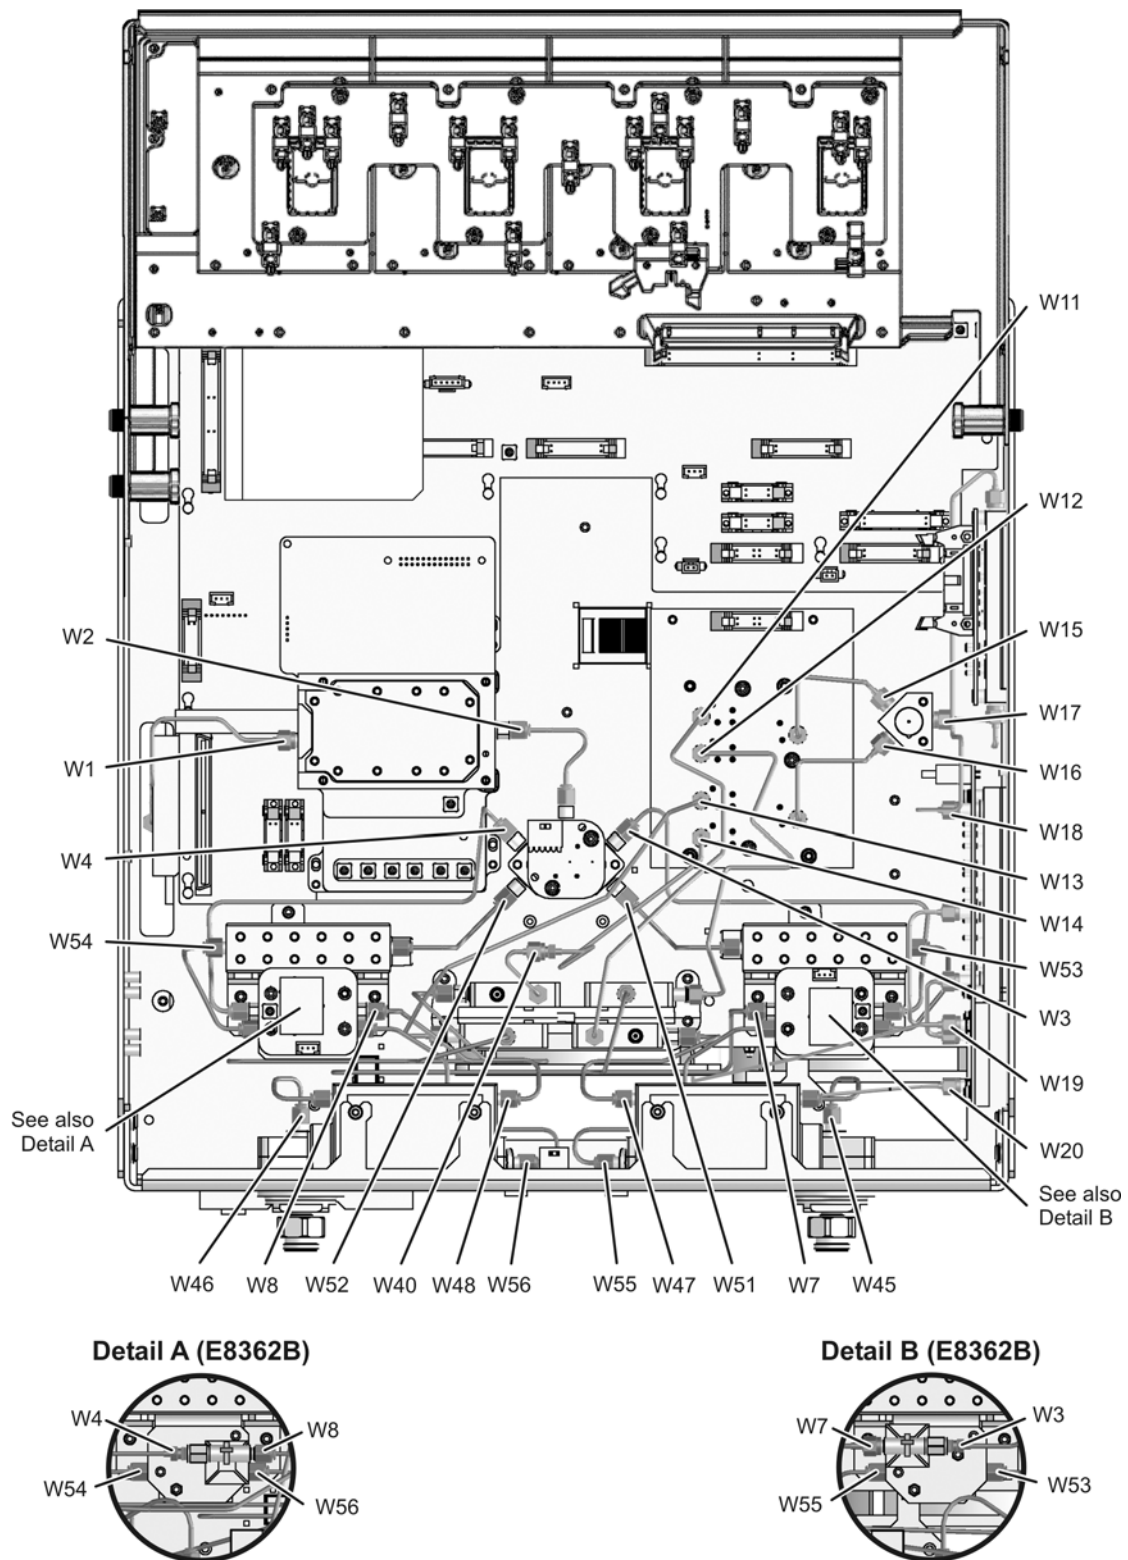 W11
W12
W2
W15
W17
W1
W16
W4
W18
W13
W14
W54
W53
W3
W19
See also
Detail A
W20
See also
Detail B
W46
W8
W52
W40
W48
W56
W55
W47
W51
W7
W45
Detail A (E8362B)
Detail B (E8362B)
W4
W8
W54
W56
W7
W3
W55
W53